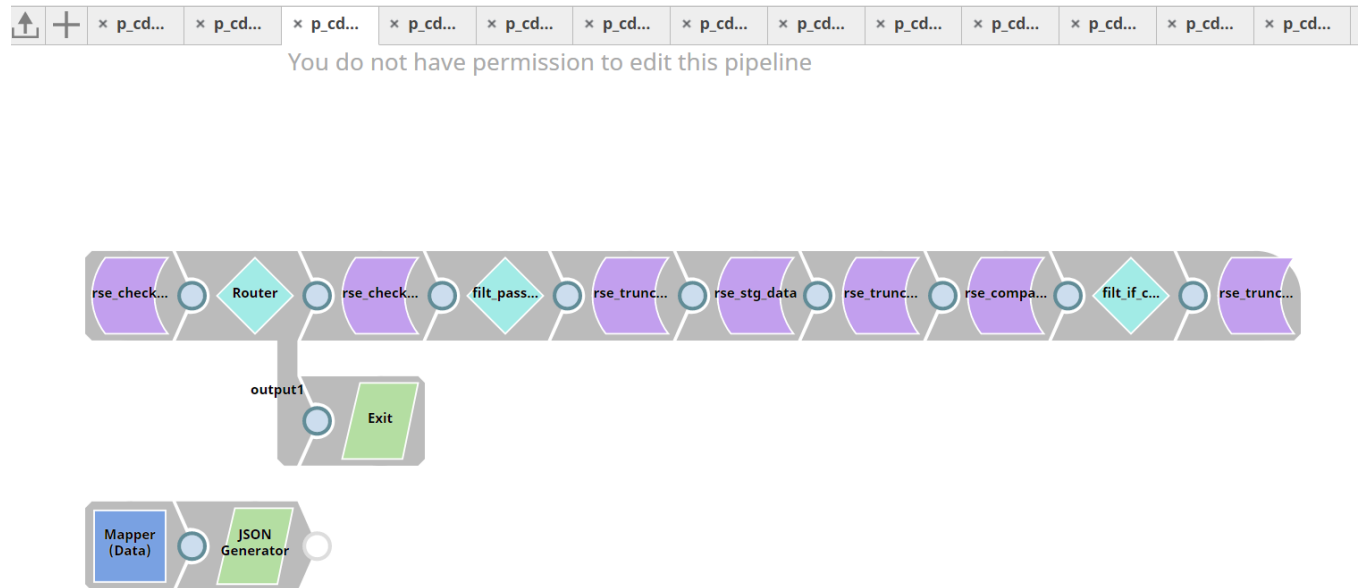 × p_cd... × p_cd... × p_cd... × p_cd... × p_cd... × p_cd... × p_cd... × p_cd... × p_cd... × p_cd... × p_cd... × p_cd... × p_cd...
You do not have permission to edit this pipeline
rse_check... Router rse_check... filt_pass... rse_trunc... rse_stg_data rse_trunc... rse_compa... filt_if_c... rse_trunc...
output1
Exit
Mapper
(Data)
JSON
Generator